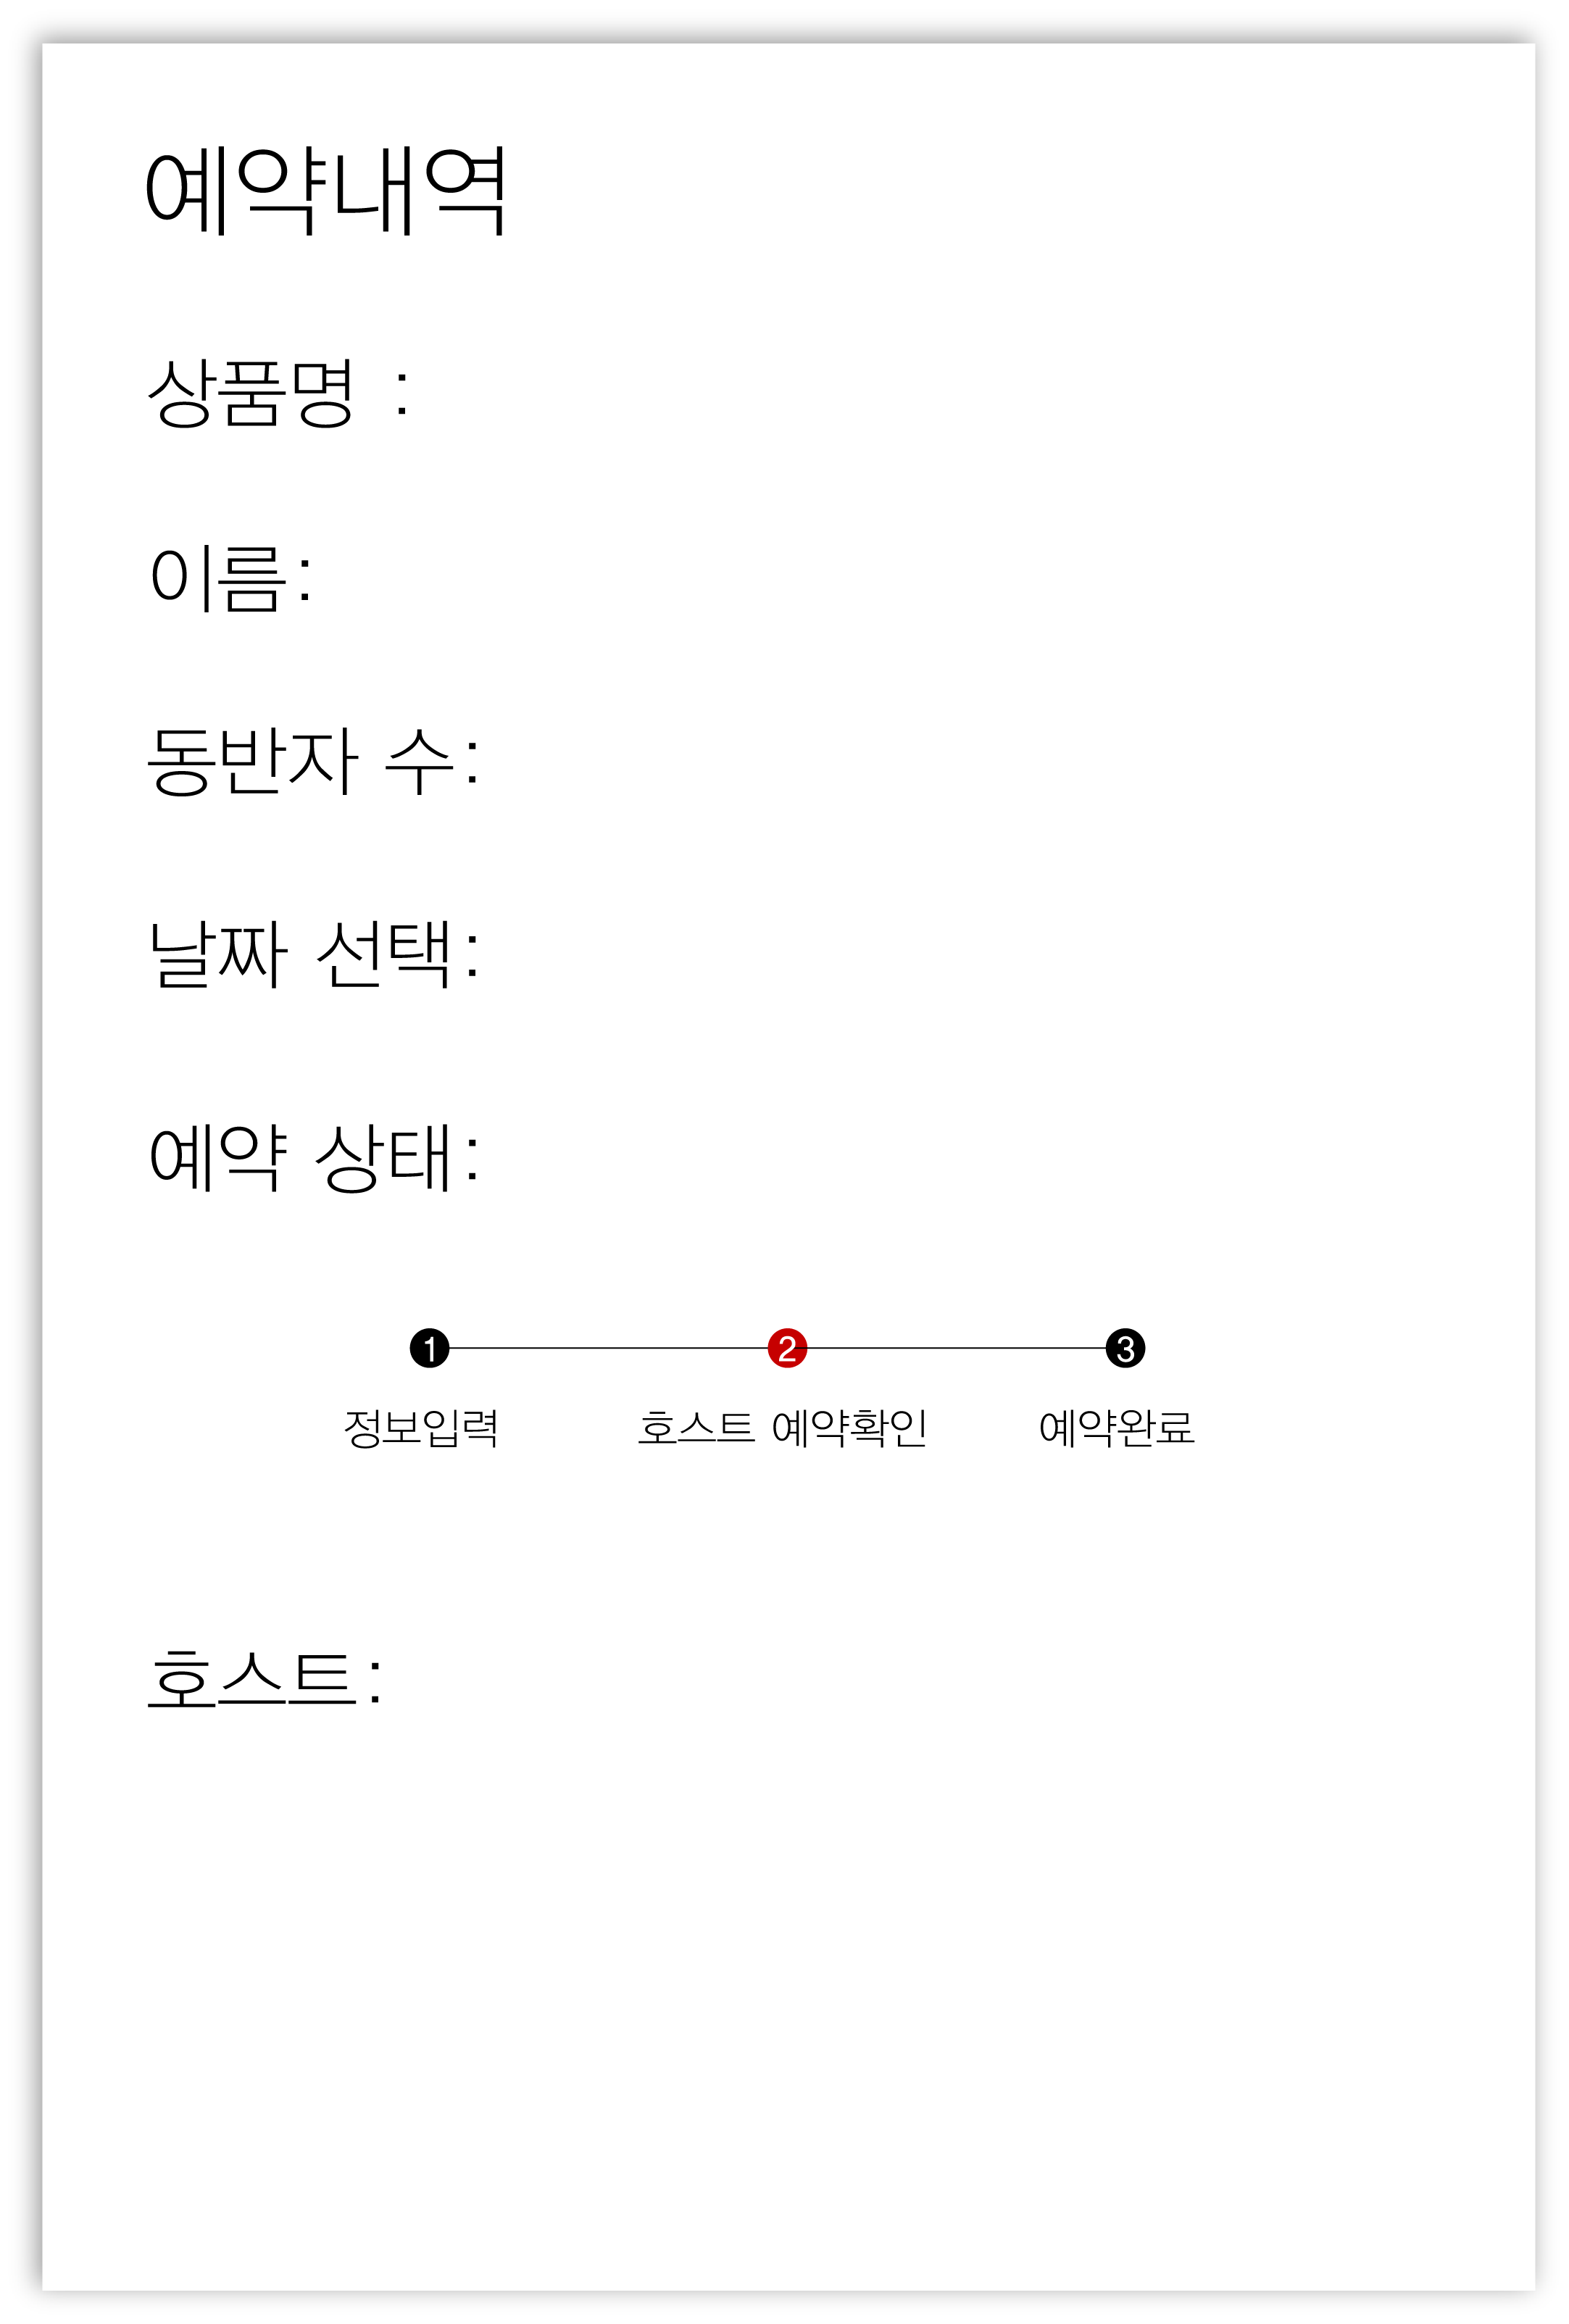 예약내역
상품명 :
이름:
동반자 수:
날짜 선택:
예약 상태:
1 2 3
정보입력 호스트 예약확인 예약완료
호스트: